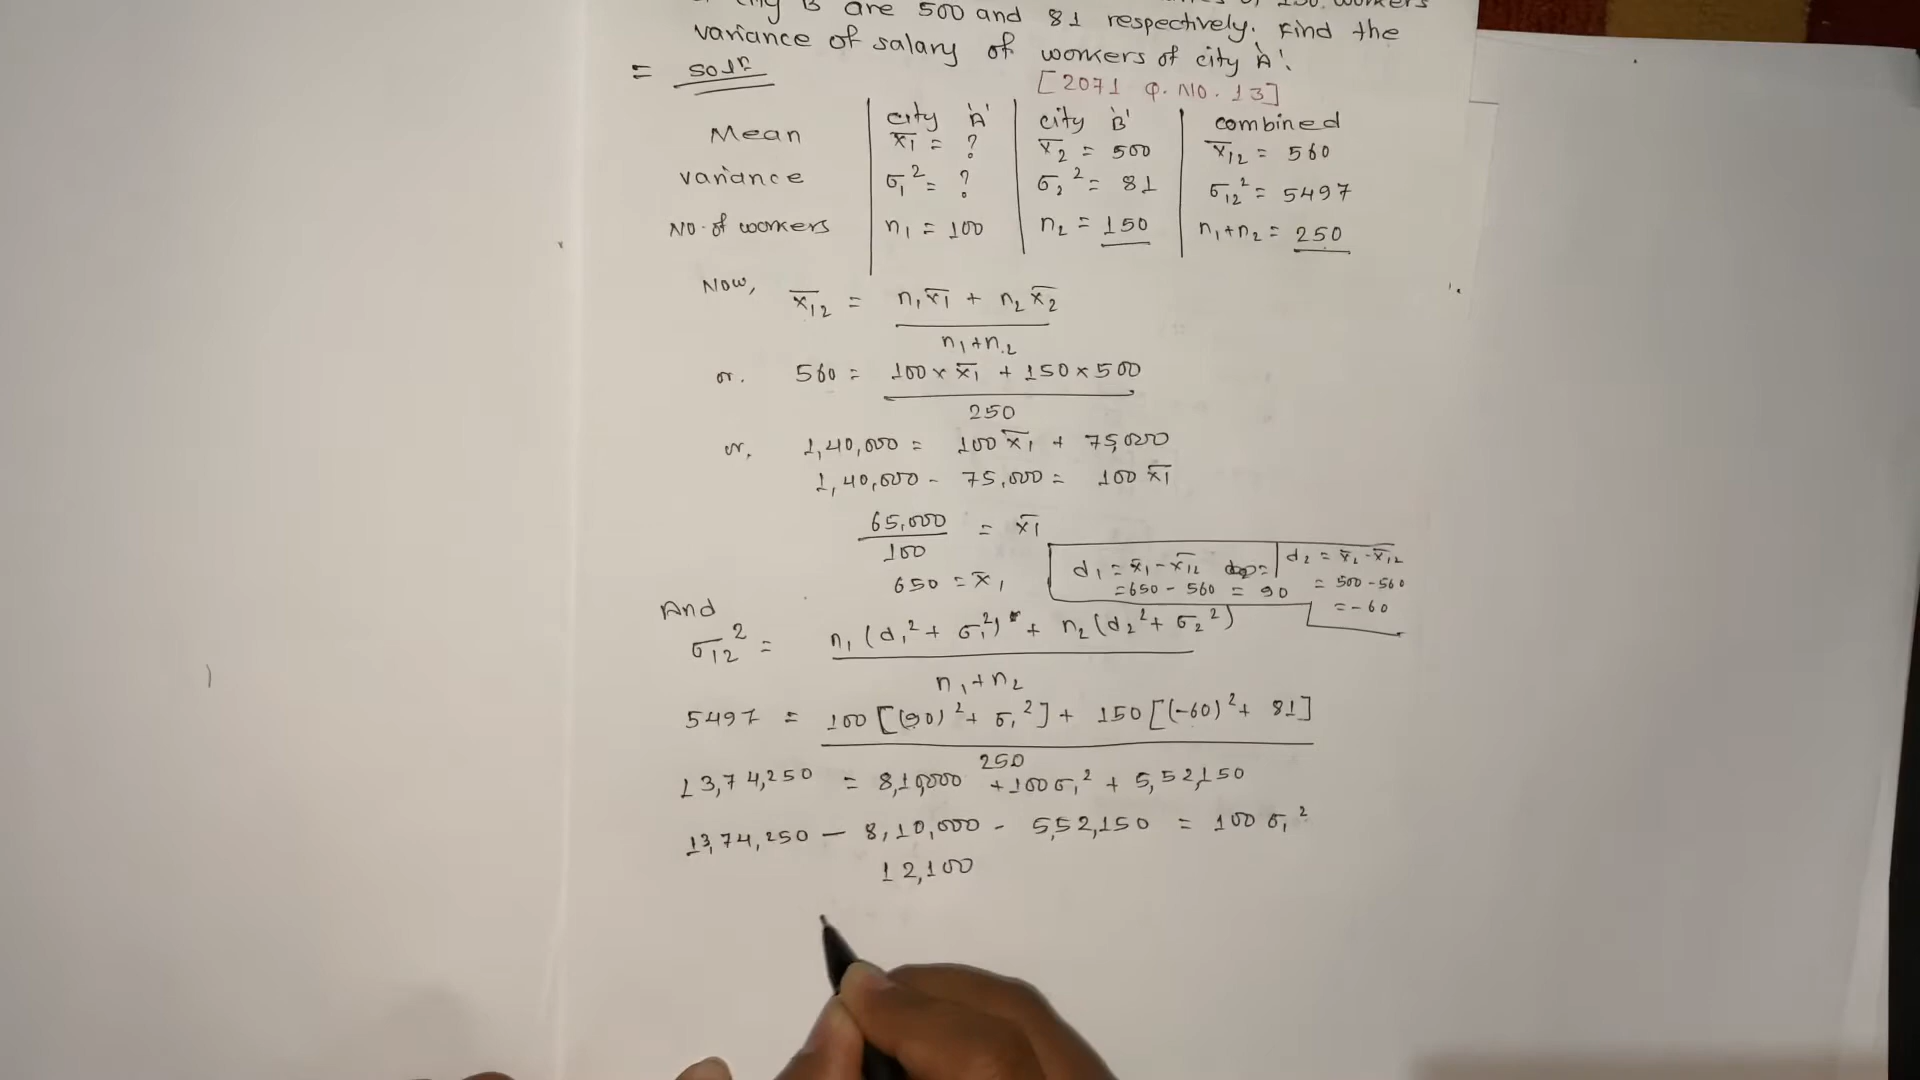 B are 500 and 81 respectively. Find the
variance of salary of workers of city 'A'.
= solⁿ
[2071 Q. NO. 13]
city 'A' city 'B' combined
Mean x̄1 = ? x̄2 = 500 x̄12 = 560
variance σ1² = ? σ2² = 81 σ12² = 5497
NO. of workers n1 = 100 n2 = 150 n1+n2 = 250
Now, x̄12 = n1x̄1 + n2x̄2
n1+n2
or. 560 = 100 × x̄1 + 150 × 500
250
or, 1,40,000 = 100 x̄1 + 75,000
1,40,000 - 75,000 = 100 x̄1
65,000 = x̄1
100
650 = x̄1
d1 = x̄1 - x̄12
= 650 - 560 = 90
d2 = x̄2 - x̄12
= 500 - 560
= -60
And
σ12² = n1 (d1² + σ1²) + n2 (d2² + σ2²)
n1+n2
5497 = 100 [(90)² + σ1²] + 150 [(-60)² + 81]
250
13,74,250 = 8,10,000 + 100σ1² + 5,52,150
13,74,250 - 8,10,000 - 5,52,150 = 100 σ1²
12,100